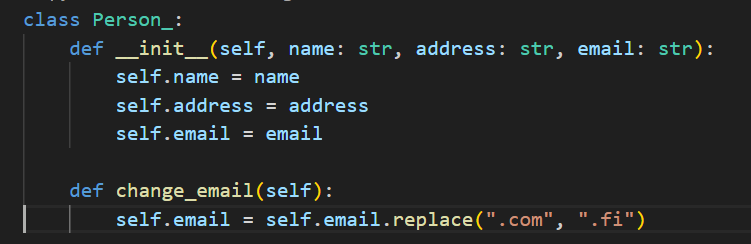 class Person_:
    def __init__(self, name: str, address: str, email: str):
        self.name = name
        self.address = address
        self.email = email
    def change_email(self):
        self.email = self.email.replace(".com", ".fi")